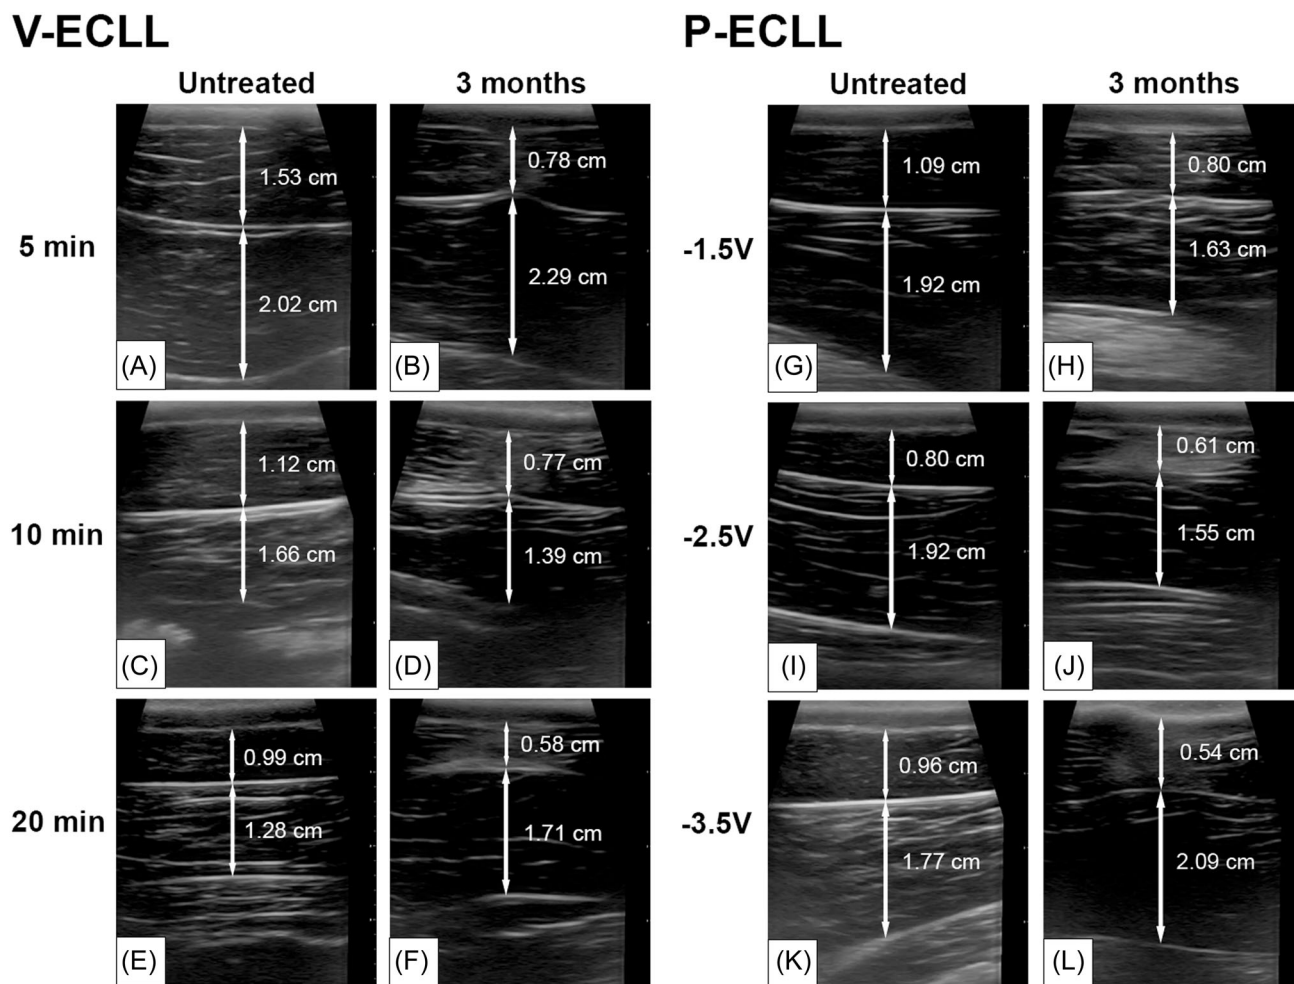 V-ECLL
P-ECLL
Untreated
3 months
Untreated
3 months
5 min
1.53 cm
2.02 cm
(A)
0.78 cm
2.29 cm
(B)
-1.5V
1.09 cm
1.92 cm
(G)
0.80 cm
1.63 cm
(H)
10 min
1.12 cm
1.66 cm
(C)
0.77 cm
1.39 cm
(D)
-2.5V
0.80 cm
1.92 cm
(I)
0.61 cm
1.55 cm
(J)
20 min
0.99 cm
1.28 cm
(E)
0.58 cm
1.71 cm
(F)
-3.5V
0.96 cm
1.77 cm
(K)
0.54 cm
2.09 cm
(L)